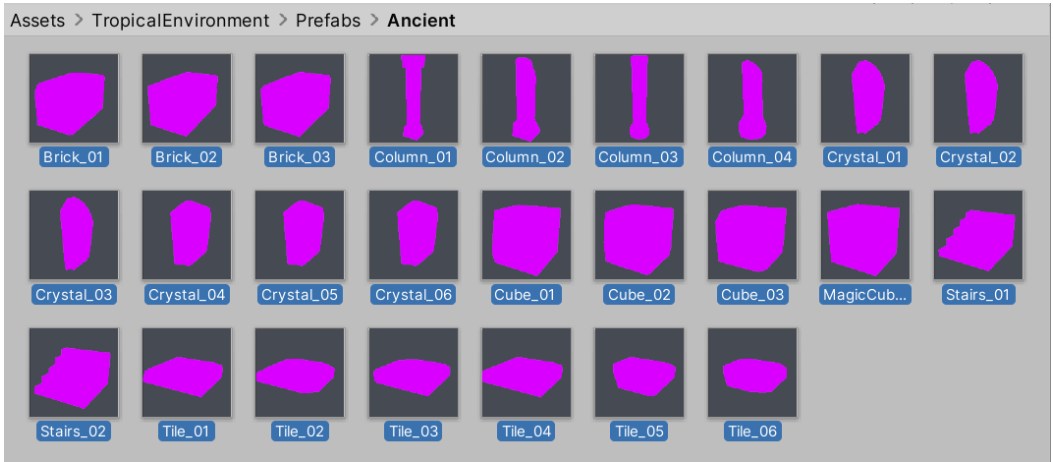 Assets > TropicalEnvironment > Prefabs > Ancient
Brick_01 Brick_02 Brick_03 Column_01 Column_02 Column_03 Column_04 Crystal_01 Crystal_02
Crystal_03 Crystal_04 Crystal_05 Crystal_06 Cube_01 Cube_02 Cube_03 MagicCub... Stairs_01
Stairs_02 Tile_01 Tile_02 Tile_03 Tile_04 Tile_05 Tile_06